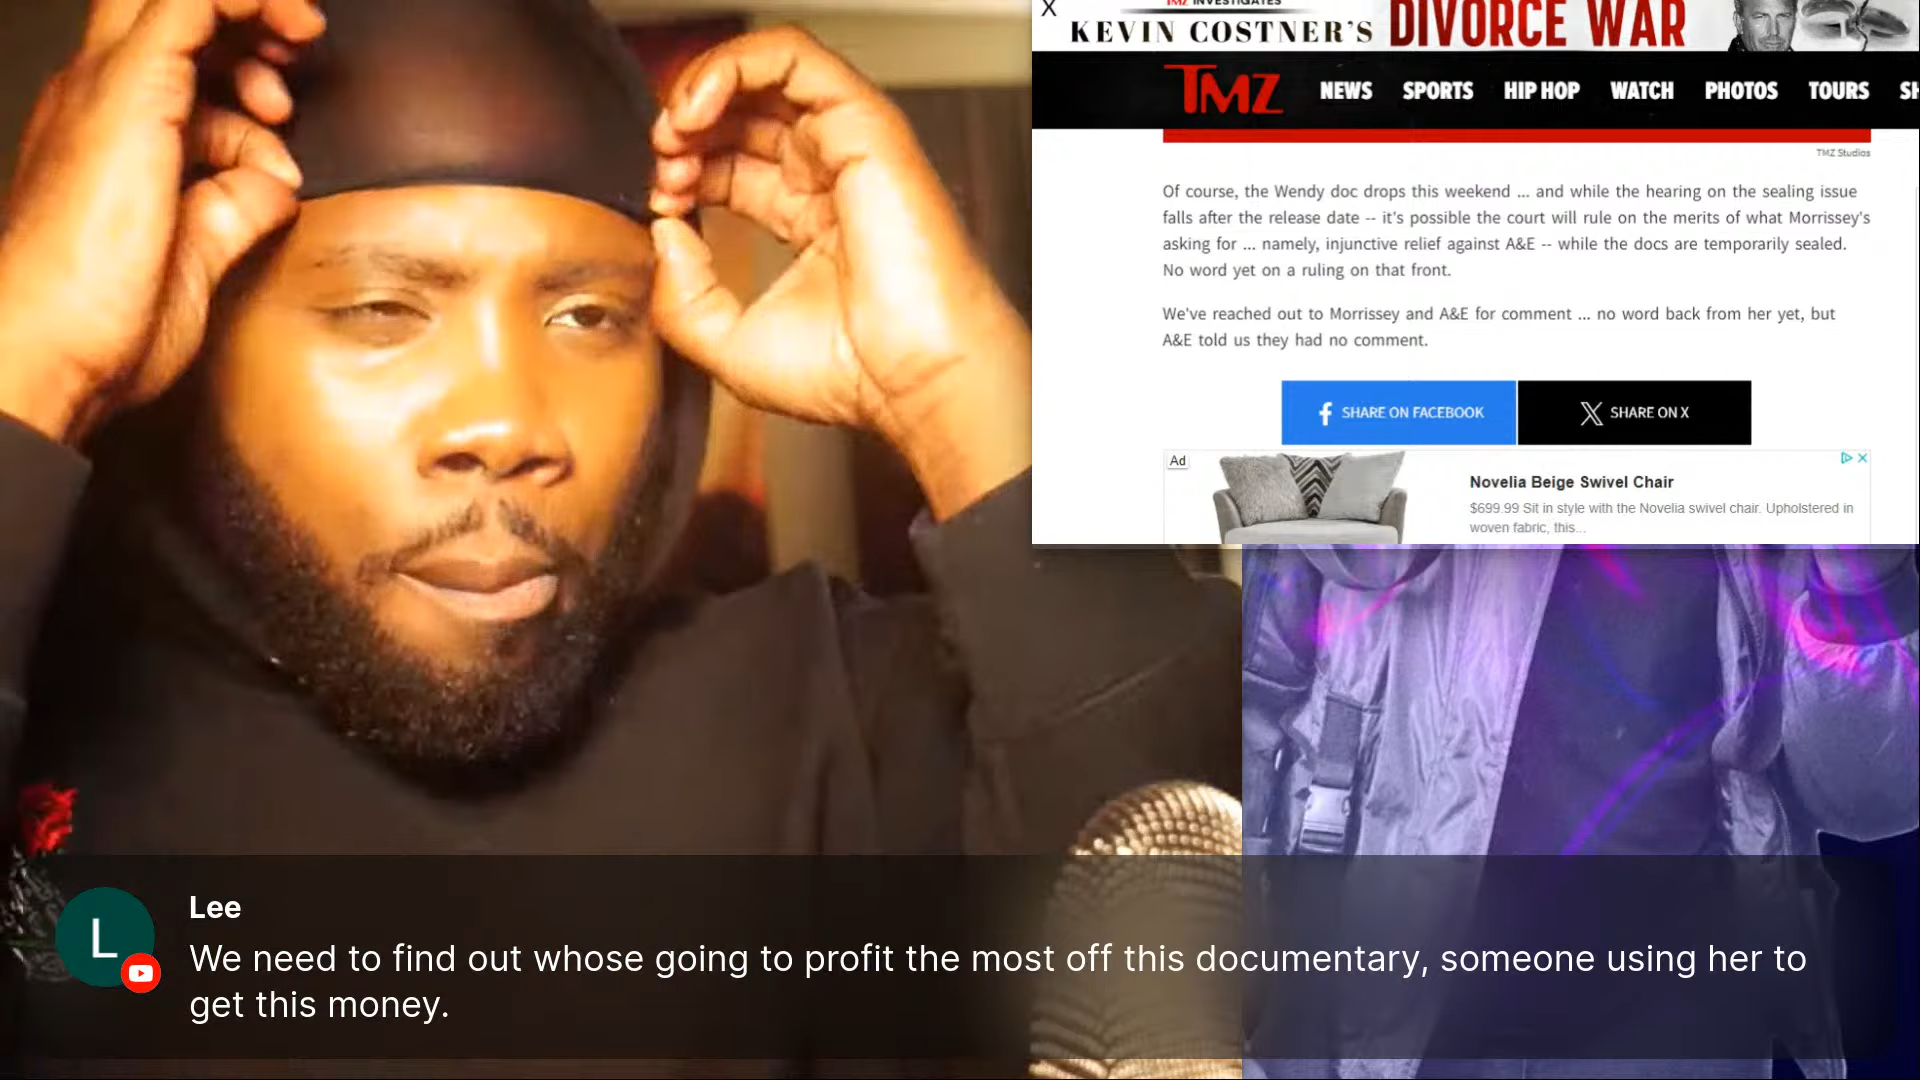 X
TMZ INVESTIGATES
KEVIN COSTNER'S DIVORCE WAR
TMZ NEWS SPORTS HIP HOP WATCH PHOTOS TOURS
TMZ Studios
Of course, the Wendy doc drops this weekend ... and while the hearing on the sealing issue
falls after the release date -- it's possible the court will rule on the merits of what Morrissey's
asking for ... namely, injunctive relief against A&E -- while the docs are temporarily sealed.
No word yet on a ruling on that front.
We've reached out to Morrissey and A&E for comment ... no word back from her yet, but
A&E told us they had no comment.
SHARE ON FACEBOOK SHARE ON X
Ad
Novelia Beige Swivel Chair
$699.99 Sit in style with the Novelia swivel chair. Upholstered in
woven fabric, this...
L
Lee
We need to find out whose going to profit the most off this documentary, someone using her to
get this money.